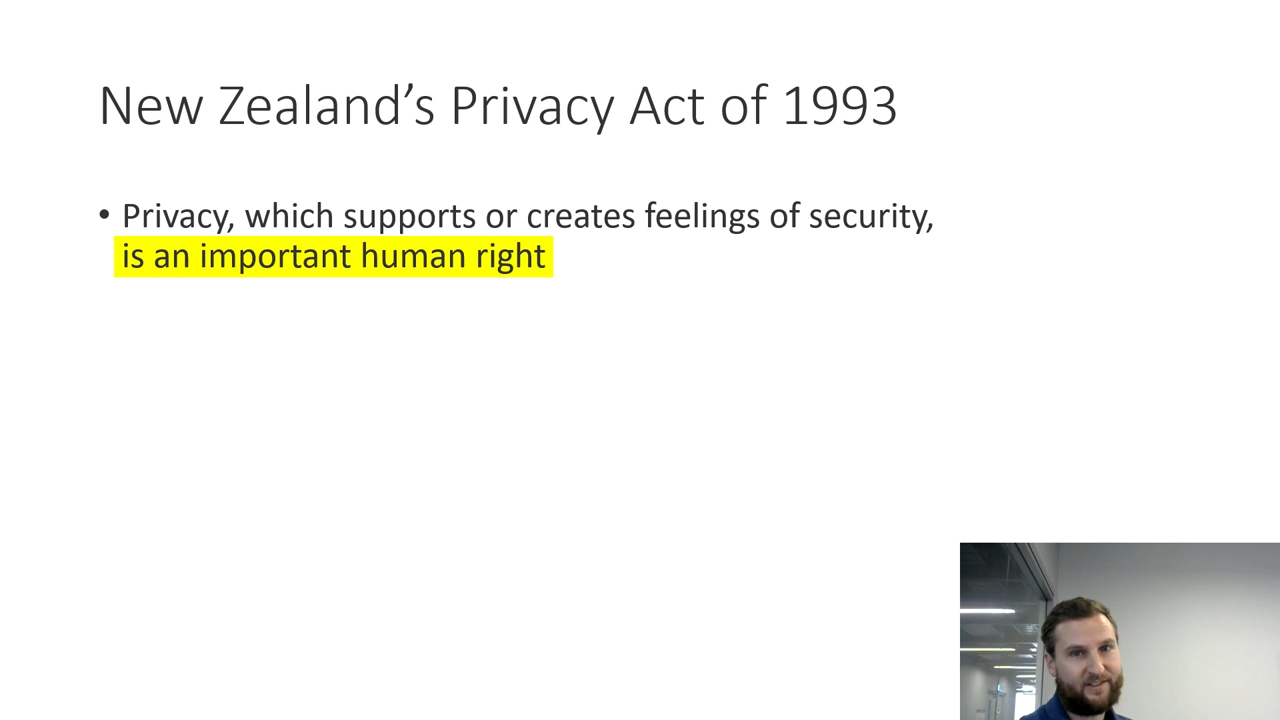 New Zealand’s Privacy Act of 1993
• Privacy, which supports or creates feelings of security,
is an important human right